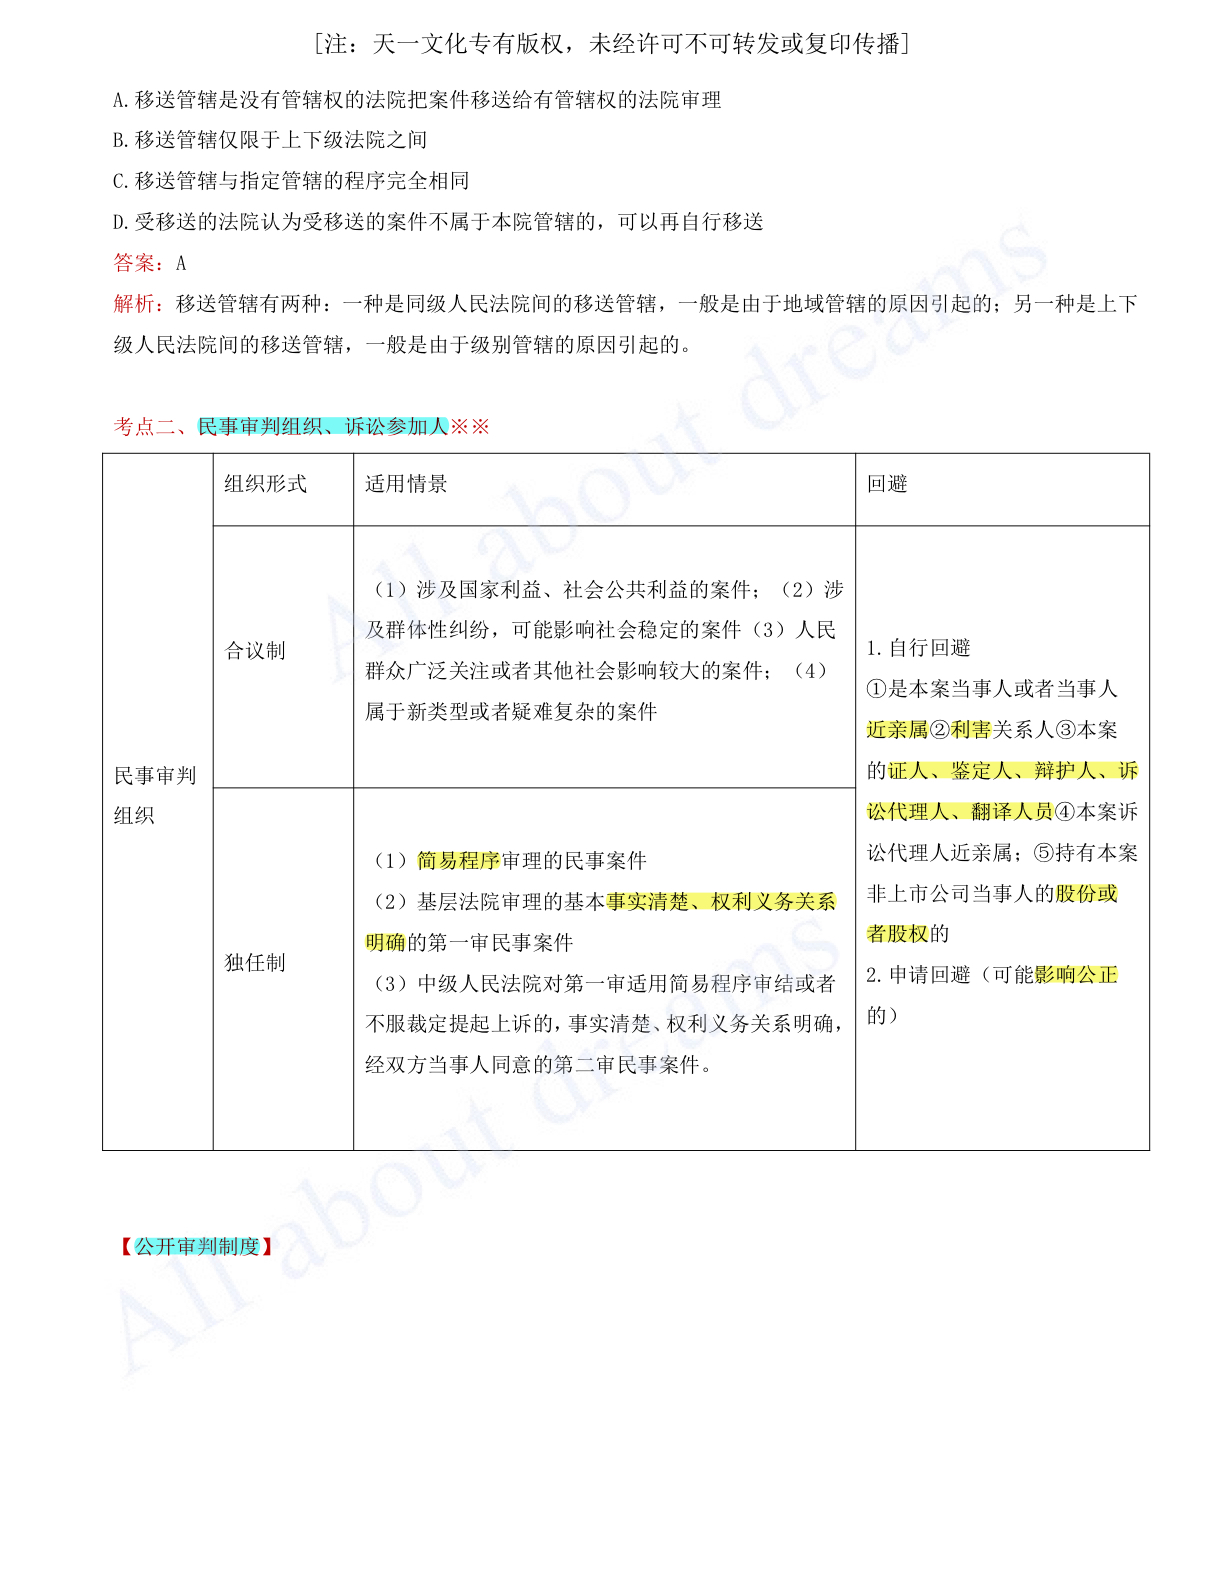 [注：天一文化专有版权，未经许可不可转发或复印传播]
A.移送管辖是没有管辖权的法院把案件移送给有管辖权的法院审理
B.移送管辖仅限于上下级法院之间
C.移送管辖与指定管辖的程序完全相同
D.受移送的法院认为受移送的案件不属于本院管辖的，可以再自行移送
答案：A
解析：移送管辖有两种：一种是同级人民法院间的移送管辖，一般是由于地域管辖的原因引起的；另一种是上下
级人民法院间的移送管辖，一般是由于级别管辖的原因引起的。
考点二、民事审判组织、诉讼参加人※※
民事审判
组织
组织形式
适用情景
回避
合议制
（1）涉及国家利益、社会公共利益的案件；（2）涉
及群体性纠纷，可能影响社会稳定的案件（3）人民
群众广泛关注或者其他社会影响较大的案件；（4）
属于新类型或者疑难复杂的案件
独任制
（1）简易程序审理的民事案件
（2）基层法院审理的基本事实清楚、权利义务关系
明确的第一审民事案件
（3）中级人民法院对第一审适用简易程序审结或者
不服裁定提起上诉的，事实清楚、权利义务关系明确，
经双方当事人同意的第二审民事案件。
1.自行回避
①是本案当事人或者当事人
近亲属②利害关系人③本案
的证人、鉴定人、辩护人、诉
讼代理人、翻译人员④本案诉
讼代理人近亲属；⑤持有本案
非上市公司当事人的股份或
者股权的
2.申请回避（可能影响公正
的）
【公开审判制度】
All about dreams
All about dreams